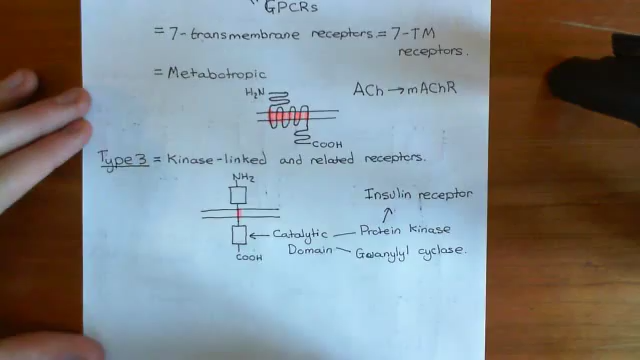 GPCRs
= 7-transmembrane receptors = 7-TM
receptors.
= Metabotropic
H₂N
ACh → mAChR
COOH
Type 3 = Kinase-linked and related receptors.
NH₂
Insulin receptor
Catalytic — Protein kinase
Domain — Guanylyl cyclase.
COOH